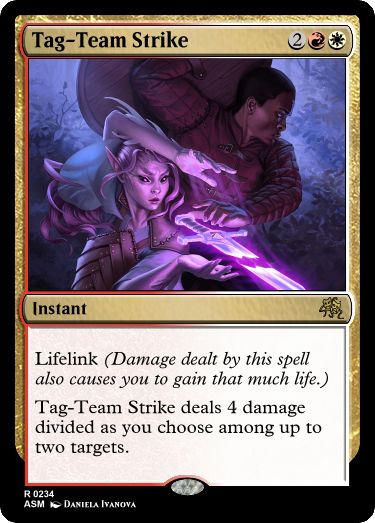 Tag-Team Strike 2
Instant
Lifelink (Damage dealt by this spell
also causes you to gain that much life.)
Tag-Team Strike deals 4 damage
divided as you choose among up to
two targets.
R 0234
ASM Daniela Ivanova